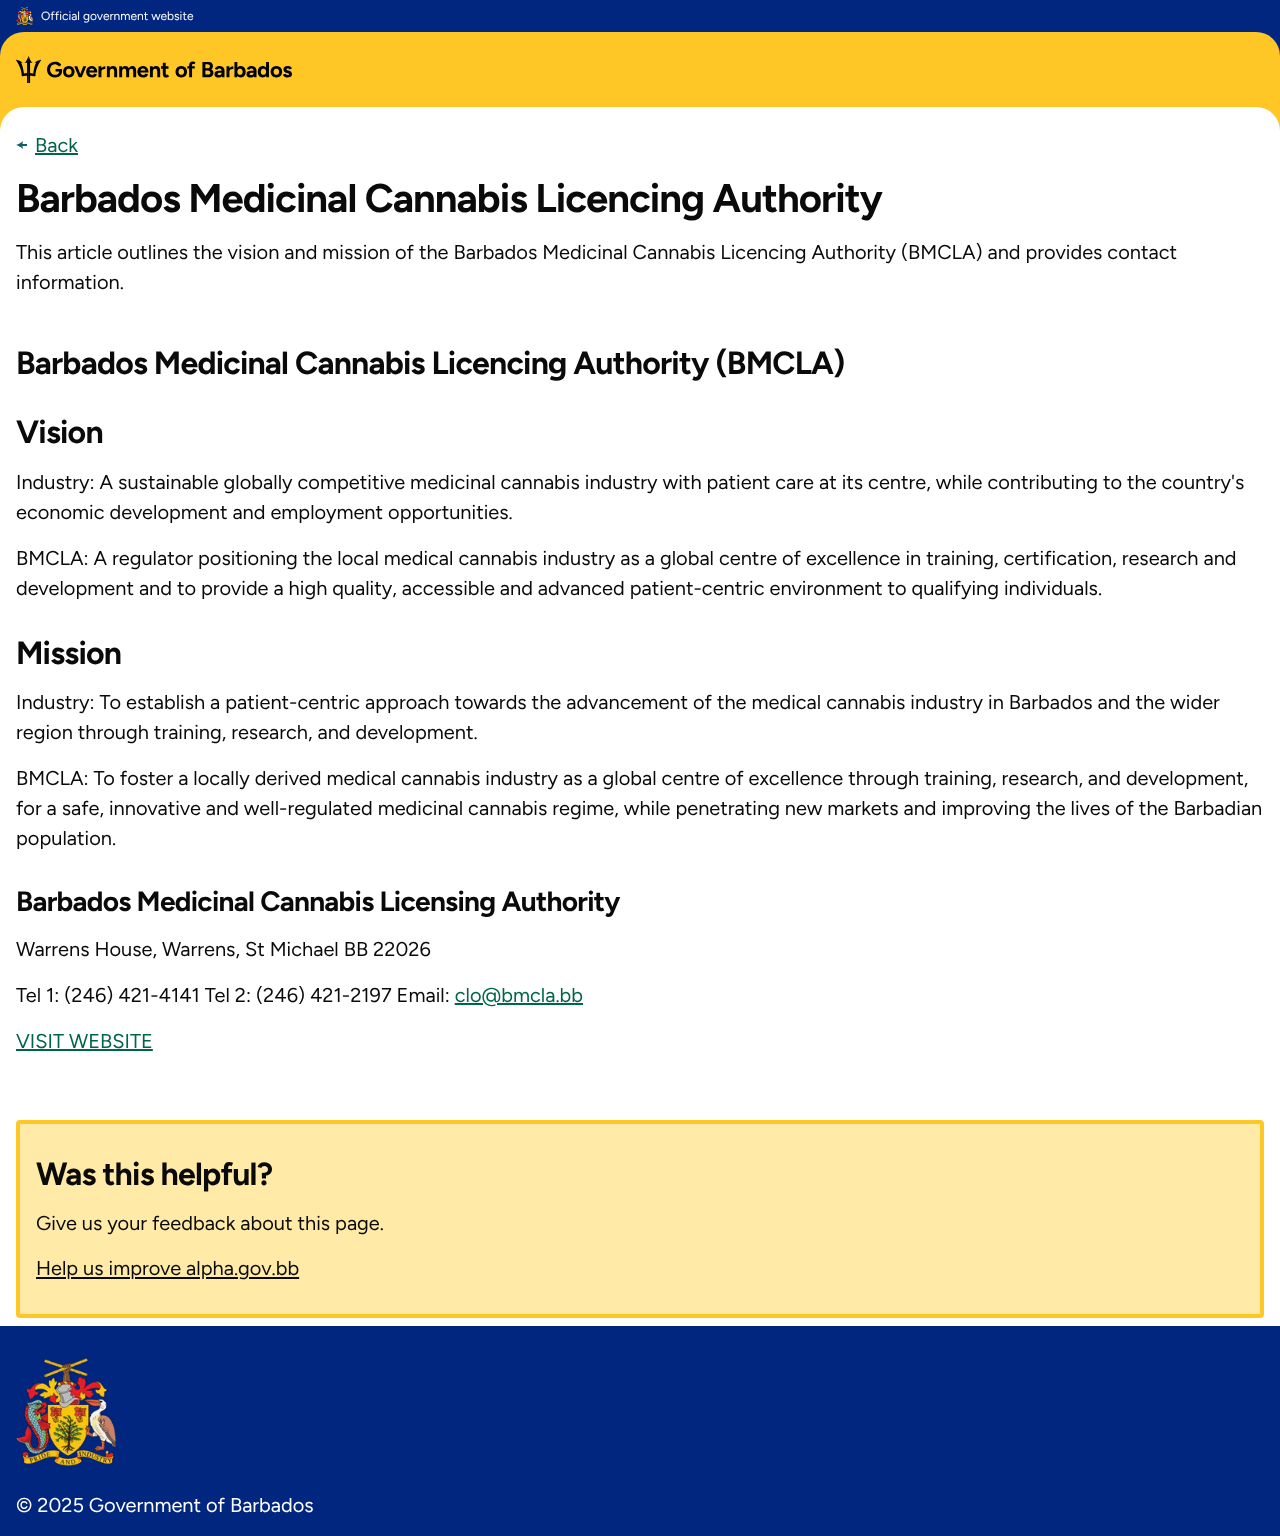 Official government website
Government of Barbados
Back
Barbados Medicinal Cannabis Licencing Authority
This article outlines the vision and mission of the Barbados Medicinal Cannabis Licencing Authority (BMCLA) and provides contact
information.
Barbados Medicinal Cannabis Licencing Authority (BMCLA)
Vision
Industry: A sustainable globally competitive medicinal cannabis industry with patient care at its centre, while contributing to the country's
economic development and employment opportunities.
BMCLA: A regulator positioning the local medical cannabis industry as a global centre of excellence in training, certification, research and
development and to provide a high quality, accessible and advanced patient-centric environment to qualifying individuals.
Mission
Industry: To establish a patient-centric approach towards the advancement of the medical cannabis industry in Barbados and the wider
region through training, research, and development.
BMCLA: To foster a locally derived medical cannabis industry as a global centre of excellence through training, research, and development,
for a safe, innovative and well-regulated medicinal cannabis regime, while penetrating new markets and improving the lives of the Barbadian
population.
Barbados Medicinal Cannabis Licensing Authority
Warrens House, Warrens, St Michael BB 22026
Tel 1: (246) 421-4141 Tel 2: (246) 421-2197 Email: clo@bmcla.bb
VISIT WEBSITE
Was this helpful?
Give us your feedback about this page.
Help us improve alpha.gov.bb
PRIDE AND INDUSTRY
© 2025 Government of Barbados